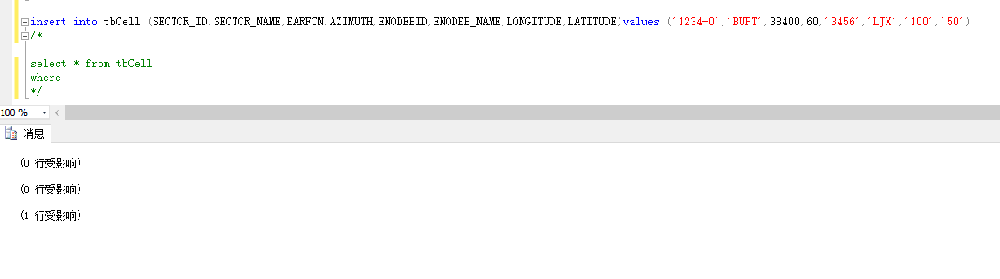 insert into tbCell (SECTOR_ID,SECTOR_NAME,EARFCN,AZIMUTH,ENODEBID,ENODEB_NAME,LONGITUDE,LATITUDE)values ('1234-0','BUPT',38400,60,'3456','LJX','100','50')
/*
select * from tbCell
where
*/
100 %
消息
(0 行受影响)
(0 行受影响)
(1 行受影响)